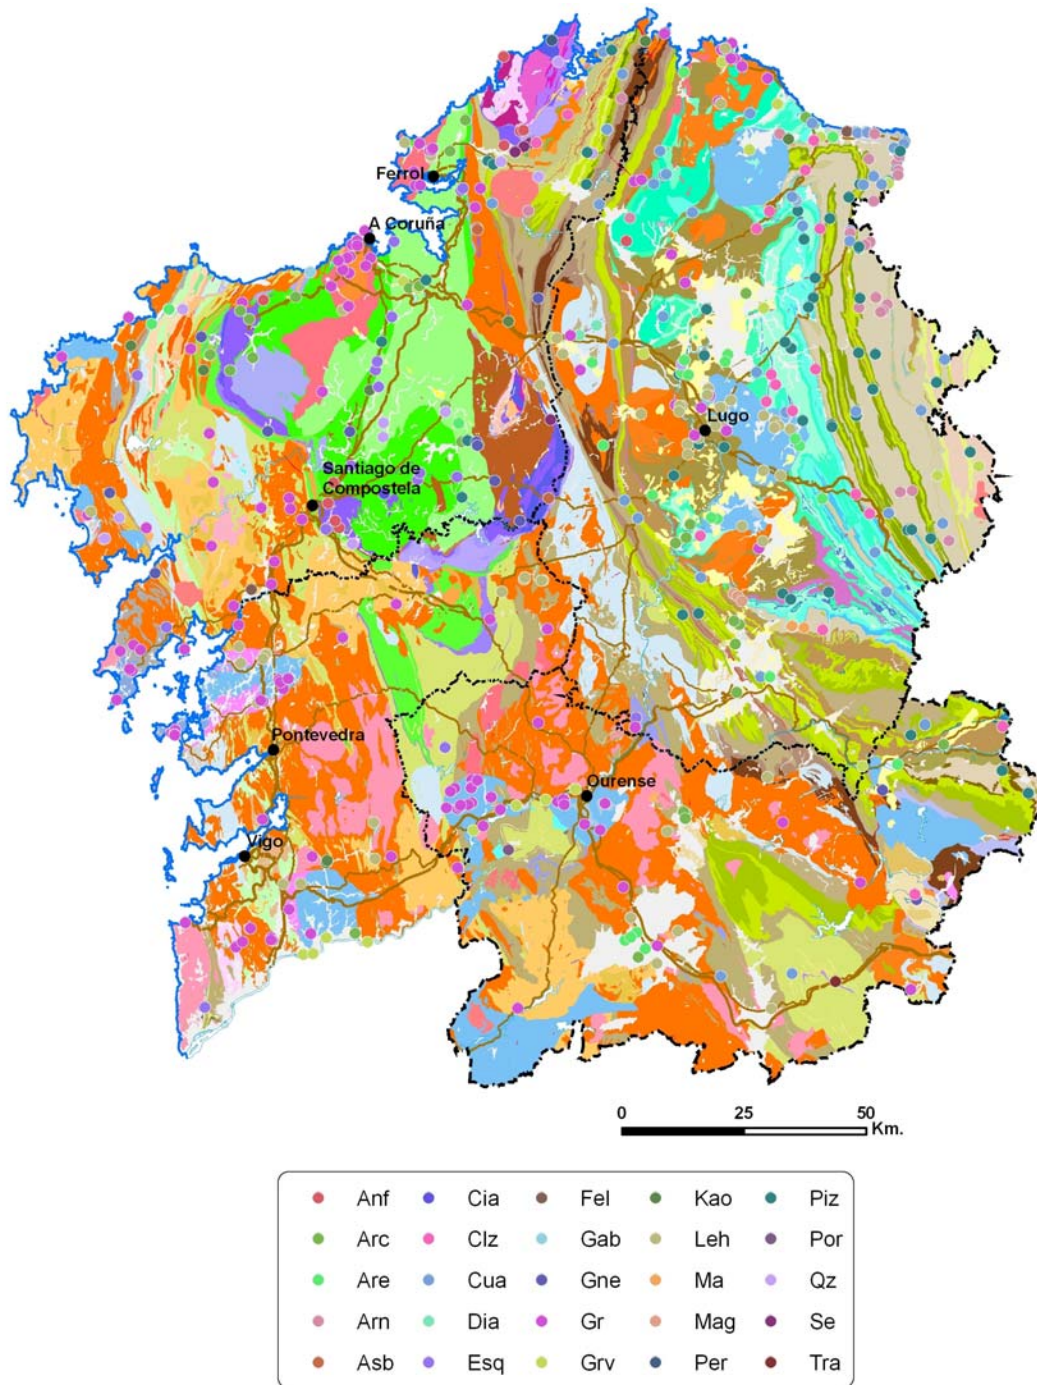 Ferrol
A Coruña
Lugo
Santiago de
Compostela
Pontevedra
Ourense
Vigo
0 25 50
Km.
Anf Cia Fel Kao Piz
Arc Clz Gab Leh Por
Are Cua Gne Ma Qz
Arn Dia Gr Mag Se
Asb Esq Grv Per Tra